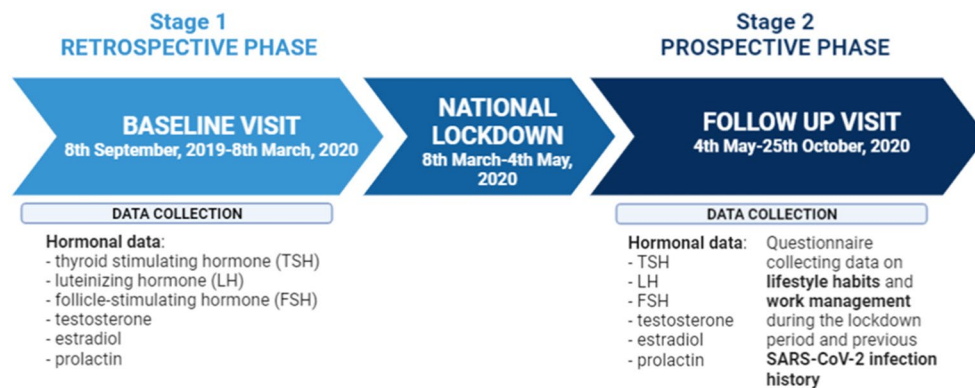 Stage 1
RETROSPECTIVE PHASE
Stage 2
PROSPECTIVE PHASE
BASELINE VISIT
8th September, 2019-8th March, 2020
NATIONAL
LOCKDOWN
8th March-4th May,
2020
FOLLOW UP VISIT
4th May-25th October, 2020
DATA COLLECTION
Hormonal data:
- thyroid stimulating hormone (TSH)
- luteinizing hormone (LH)
- follicle-stimulating hormone (FSH)
- testosterone
- estradiol
- prolactin
DATA COLLECTION
Hormonal data:
- TSH
- LH
- FSH
- testosterone
- estradiol
- prolactin
Questionnaire
collecting data on
lifestyle habits and
work management
during the lockdown
period and previous
SARS-CoV-2 infection
history